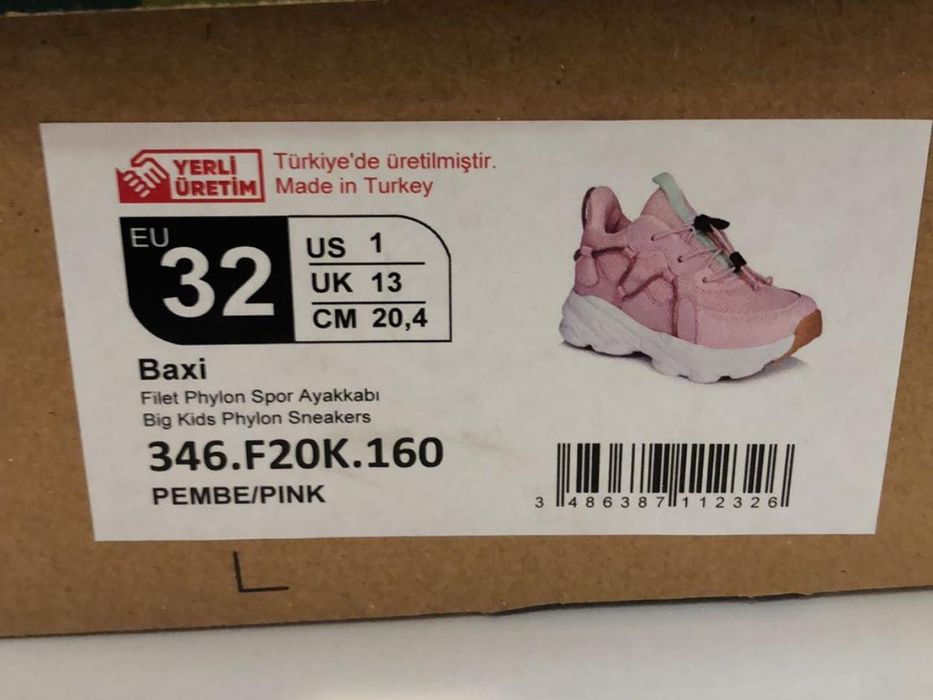 YERLİ
ÜRETİM
Türkiye'de üretilmiştir.
Made in Turkey
EU
32
US 1
UK 13
CM 20,4
Baxi
Filet Phylon Spor Ayakkabı
Big Kids Phylon Sneakers
346.F20K.160
PEMBE/PINK
3 486387 112326